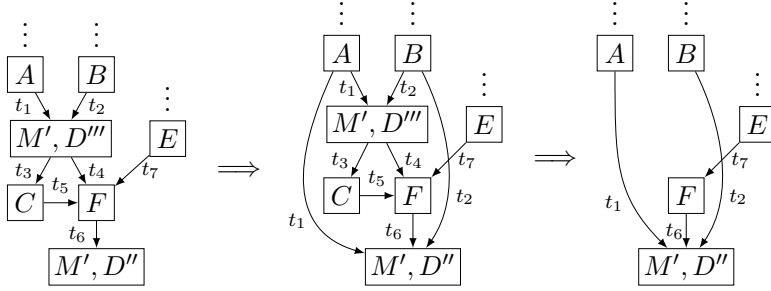 ⋮ ⋮
A B ⋮
t₁ t₂
M′, D‴ E
t₃ t₄ t₇
C t₅ F
t₆
M′, D″
⟹
⋮ ⋮
A B ⋮
t₁ t₂
M′, D‴ E
t₃ t₄ t₇
C t₅ F
t₁ t₆ t₂
M′, D″
⟹
⋮ ⋮
A B ⋮
E
t₇
F
t₁ t₆ t₂
M′, D″